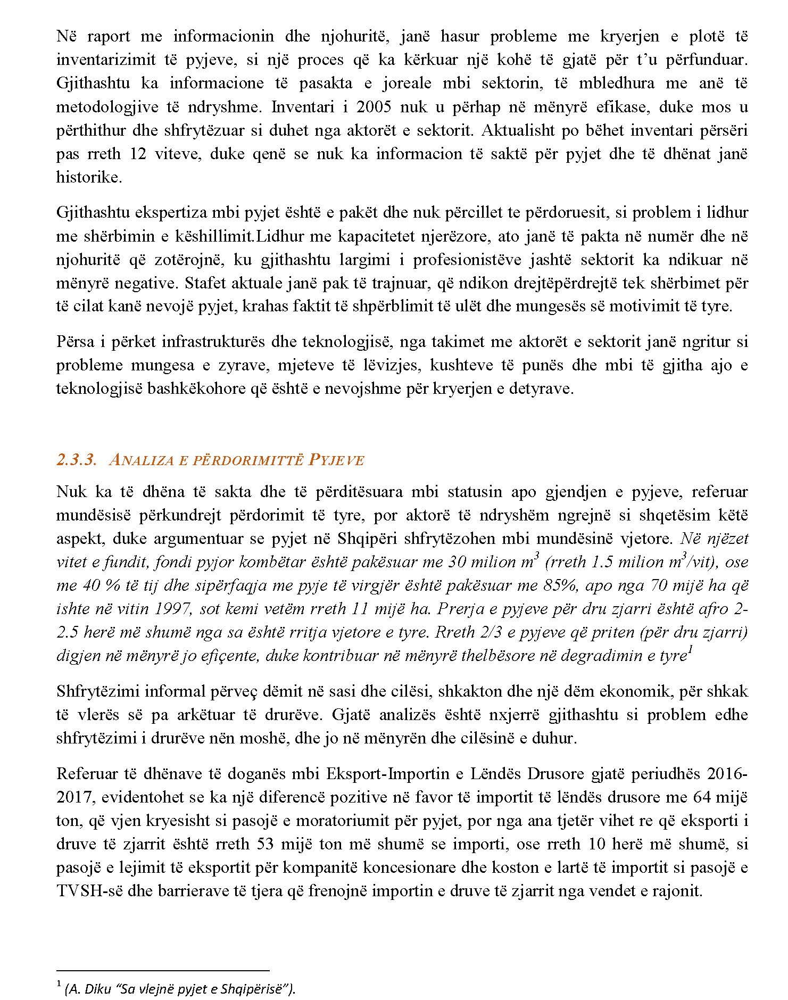 Në raport me informacionin dhe njohuritë, janë hasur probleme me kryerjen e plotë të
inventarizimit të pyjeve, si një proces që ka kërkuar një kohë të gjatë për t’u përfunduar.
Gjithashtu ka informacione të pasakta e joreale mbi sektorin, të mbledhura me anë të
metodologjive të ndryshme. Inventari i 2005 nuk u përhap në mënyrë efikase, duke mos u
përthithur dhe shfrytëzuar si duhet nga aktorët e sektorit. Aktualisht po bëhet inventari përsëri
pas rreth 12 viteve, duke qenë se nuk ka informacion të saktë për pyjet dhe të dhënat janë
historike.
Gjithashtu ekspertiza mbi pyjet është e pakët dhe nuk përcillet te përdoruesit, si problem i lidhur
me shërbimin e këshillimit.Lidhur me kapacitetet njerëzore, ato janë të pakta në numër dhe në
njohuritë që zotërojnë, ku gjithashtu largimi i profesionistëve jashtë sektorit ka ndikuar në
mënyrë negative. Stafet aktuale janë pak të trajnuar, që ndikon drejtëpërdrejtë tek shërbimet për
të cilat kanë nevojë pyjet, krahas faktit të shpërblimit të ulët dhe mungesës së motivimit të tyre.
Përsa i përket infrastrukturës dhe teknologjisë, nga takimet me aktorët e sektorit janë ngritur si
probleme mungesa e zyrave, mjeteve të lëvizjes, kushteve të punës dhe mbi të gjitha ajo e
teknologjisë bashkëkohore që është e nevojshme për kryerjen e detyrave.
2.3.3. ANALIZA E PËRDORIMITTË PYJEVE
Nuk ka të dhëna të sakta dhe të përditësuara mbi statusin apo gjendjen e pyjeve, referuar
mundësisë përkundrejt përdorimit të tyre, por aktorë të ndryshëm ngrejnë si shqetësim këtë
aspekt, duke argumentuar se pyjet në Shqipëri shfrytëzohen mbi mundësinë vjetore. Në njëzet
vitet e fundit, fondi pyjor kombëtar është pakësuar me 30 milion m³ (rreth 1.5 milion m³/vit), ose
me 40 % të tij dhe sipërfaqja me pyje të virgjër është pakësuar me 85%, apo nga 70 mijë ha që
ishte në vitin 1997, sot kemi vetëm rreth 11 mijë ha. Prerja e pyjeve për dru zjarri është afro 2-
2.5 herë më shumë nga sa është rritja vjetore e tyre. Rreth 2/3 e pyjeve që priten (për dru zjarri)
digjen në mënyrë jo efiçente, duke kontribuar në mënyrë thelbësore në degradimin e tyre¹
Shfrytëzimi informal përveç dëmit në sasi dhe cilësi, shkakton dhe një dëm ekonomik, për shkak
të vlerës së pa arkëtuar të drurëve. Gjatë analizës është nxjerrë gjithashtu si problem edhe
shfrytëzimi i drurëve nën moshë, dhe jo në mënyrën dhe cilësinë e duhur.
Referuar të dhënave të doganës mbi Eksport-Importin e Lëndës Drusore gjatë periudhës 2016-
2017, evidentohet se ka një diferencë pozitive në favor të importit të lëndës drusore me 64 mijë
ton, që vjen kryesisht si pasojë e moratoriumit për pyjet, por nga ana tjetër vihet re që eksporti i
druve të zjarrit është rreth 53 mijë ton më shumë se importi, ose rreth 10 herë më shumë, si
pasojë e lejimit të eksportit për kompanitë koncesionare dhe koston e lartë të importit si pasojë e
TVSH-së dhe barrierave të tjera që frenojnë importin e druve të zjarrit nga vendet e rajonit.
¹ (A. Diku “Sa vlejnë pyjet e Shqipërisë”).